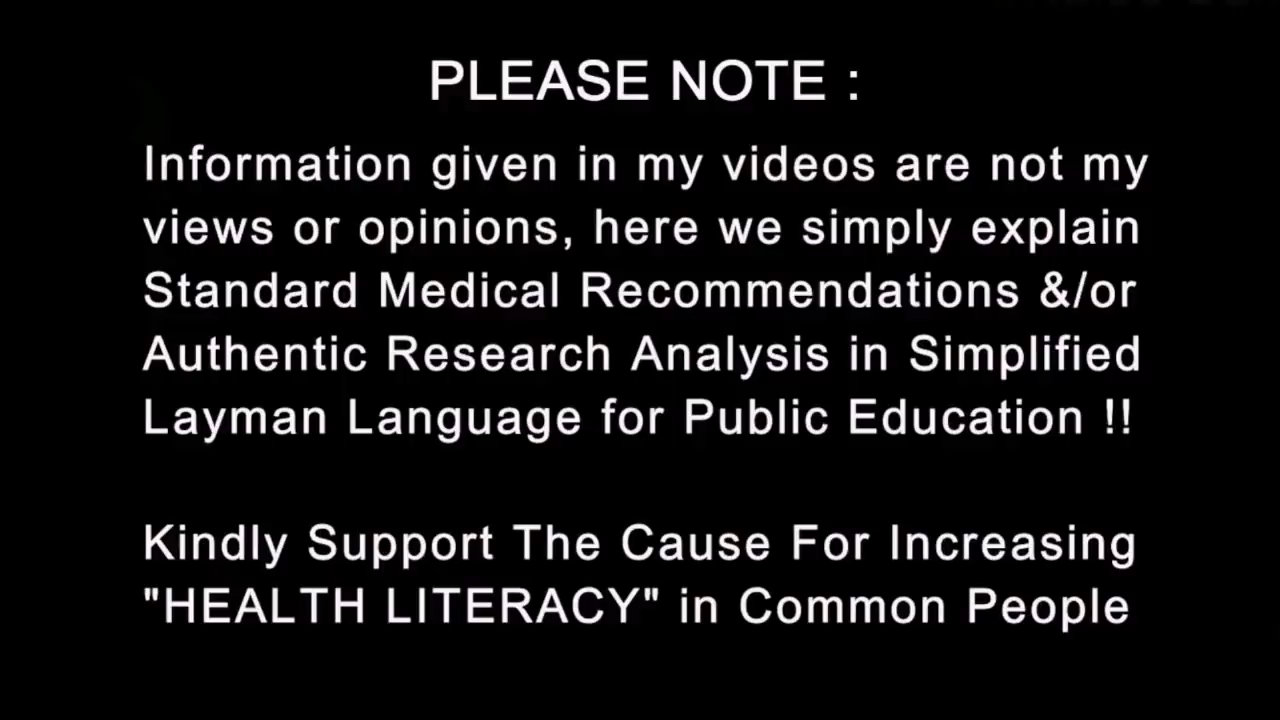 PLEASE NOTE :
Information given in my videos are not my
views or opinions, here we simply explain
Standard Medical Recommendations &/or
Authentic Research Analysis in Simplified
Layman Language for Public Education !!
Kindly Support The Cause For Increasing
"HEALTH LITERACY" in Common People